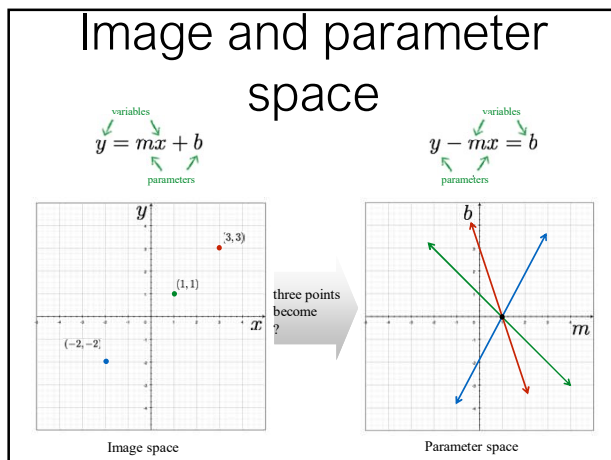 Image and parameter
space
variables
y = mx + b
parameters
variables
y − mx = b
parameters
y
[3, 3)
(1, 1)
x
(−2, −2]
Image space
three points
become
?
b
m
Parameter space